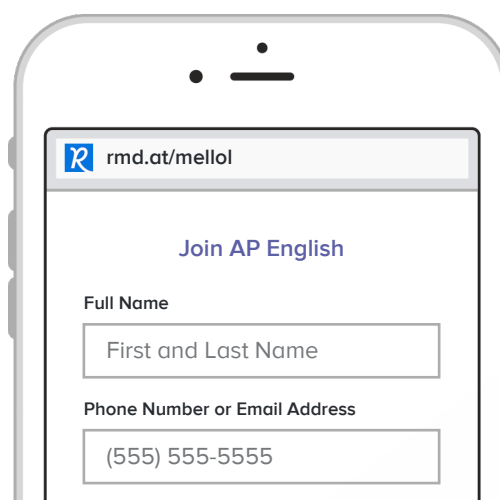 rmd.at/mellol
Join AP English
Full Name
First and Last Name
Phone Number or Email Address
(555) 555-5555